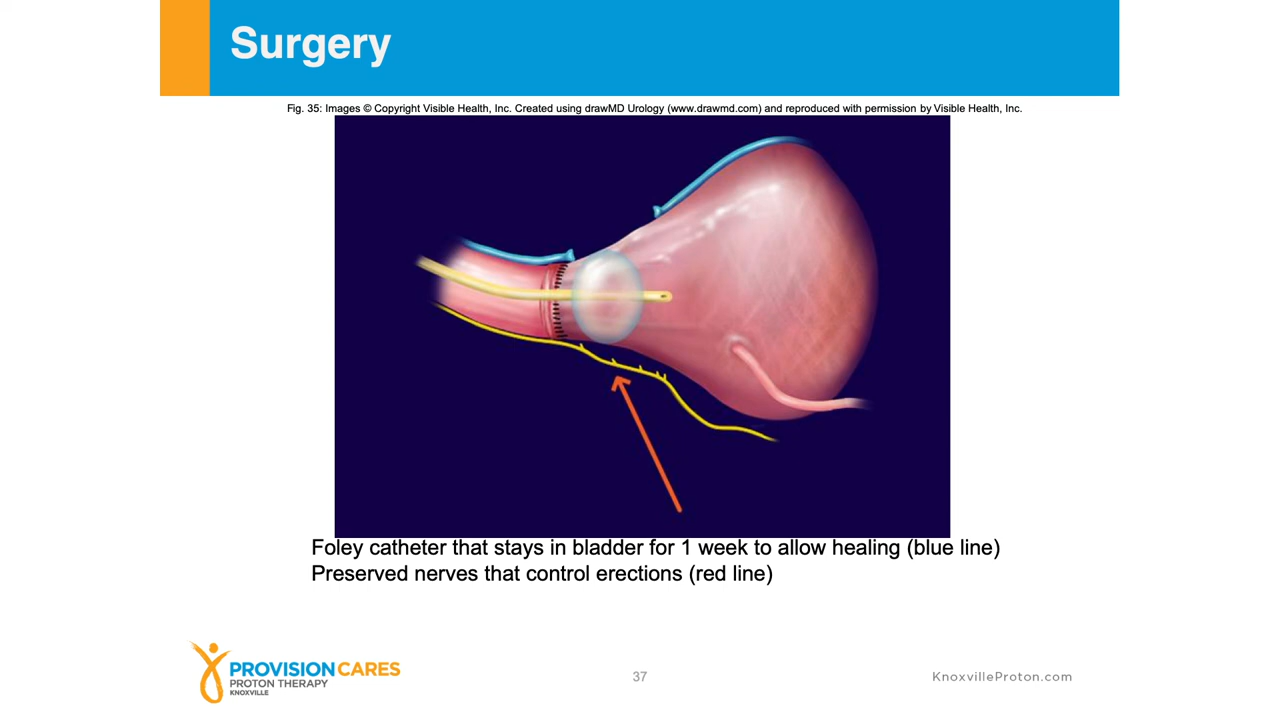 Surgery
Fig. 35: Images © Copyright Visible Health, Inc. Created using drawMD Urology (www.drawmd.com) and reproduced with permission by Visible Health, Inc.
Foley catheter that stays in bladder for 1 week to allow healing (blue line)
Preserved nerves that control erections (red line)
PROVISION CARES
PROTON THERAPY
KNOXVILLE
37
KnoxvilleProton.com